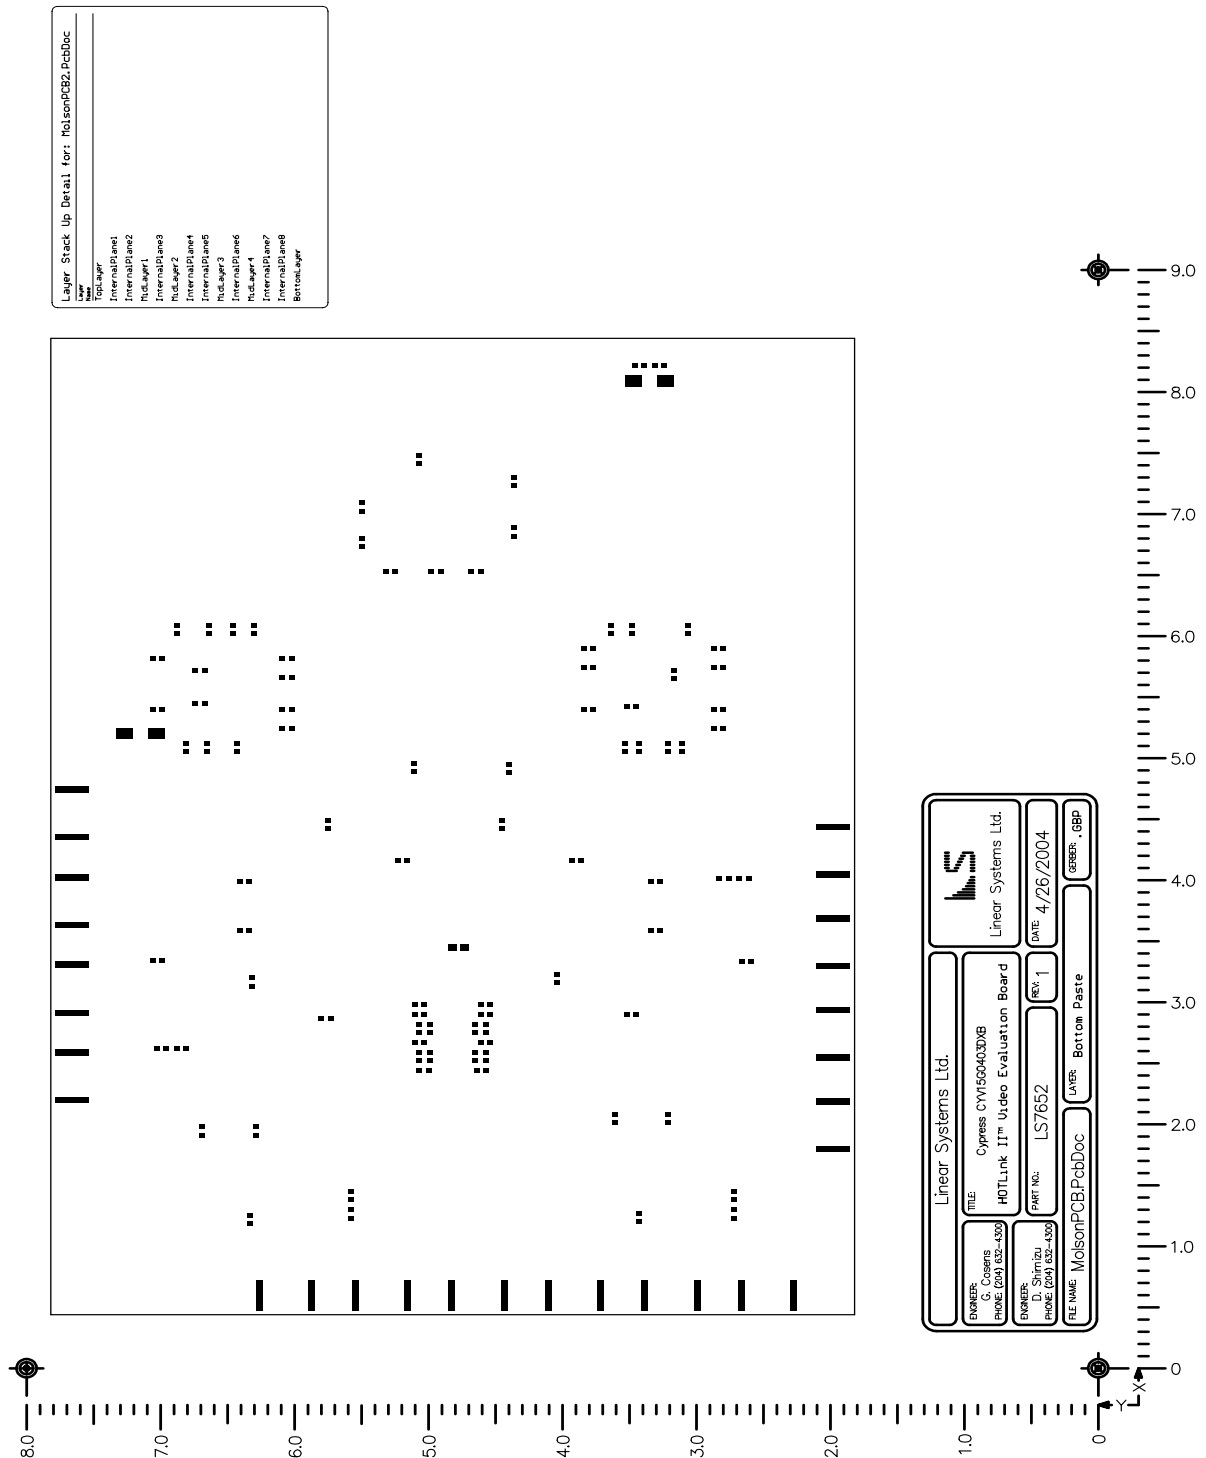 Layer Stack Up Detail for: MolsonPCB2.PcbDoc
Layer
Name
TopLayer
InternalPlane1
InternalPlane2
MidLayer1
InternalPlane3
MidLayer2
InternalPlane4
InternalPlane5
MidLayer3
InternalPlane6
MidLayer4
InternalPlane7
InternalPlane8
BottomLayer
9.0
8.0
7.0
6.0
5.0
4.0
3.0
2.0
1.0
0
X
Y
8.0
7.0
6.0
5.0
4.0
3.0
2.0
1.0
0
Linear Systems Ltd.
LS
Linear Systems Ltd.
ENGINEER:
G. Cosens
PHONE: (204) 632-4300
TITLE:
Cypress CYV15G0403DXB
HOTLink II™ Video Evaluation Board
ENGINEER:
D. Shimizu
PHONE: (204) 632-4300
PART NO.: LS7652
REV: 1
DATE: 4/26/2004
FILE NAME: MolsonPCB.PcbDoc
LAYER: Bottom Paste
GERBER: .GBP